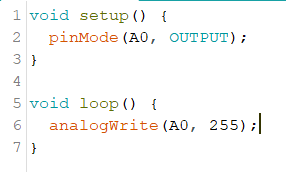 1 void setup() {
2   pinMode(A0, OUTPUT);
3 }
4
5 void loop() {
6   analogWrite(A0, 255);
7 }